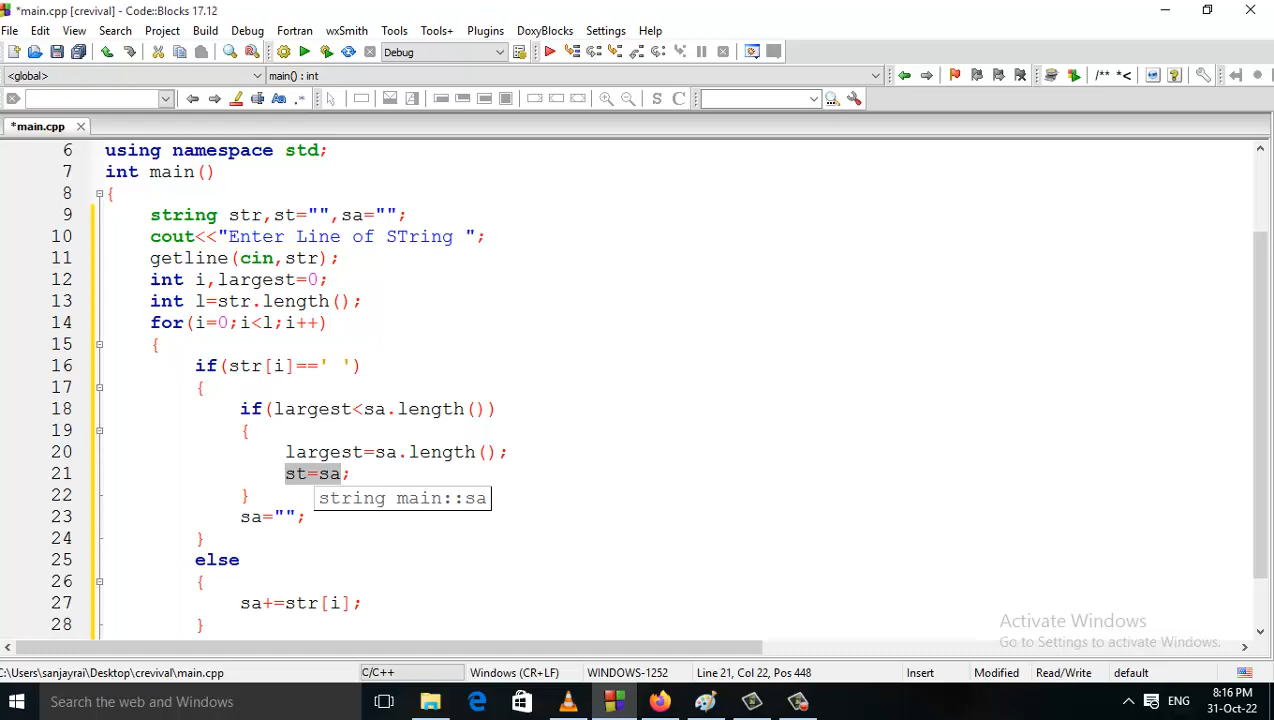 *main.cpp [crevival] - Code::Blocks 17.12
File Edit View Search Project Build Debug Fortran wxSmith Tools Tools+ Plugins DoxyBlocks Settings Help
Debug
<global> main() : int
/** *<
S C
*main.cpp
6 using namespace std;
7 int main()
8 {
9 string str,st="",sa="";
10 cout<<"Enter Line of STring ";
11 getline(cin,str);
12 int i,largest=0;
13 int l=str.length();
14 for(i=0;i<l;i++)
15 {
16 if(str[i]==' ')
17 {
18 if(largest<sa.length())
19 {
20 largest=sa.length();
21 st=sa;
22 }
string main::sa
23 sa="";
24 }
25 else
26 {
27 sa+=str[i];
28 }
Activate Windows
Go to Settings to activate Windows.
C:\Users\sanjayrai\Desktop\crevival\main.cpp C/C++ Windows (CR+LF) WINDOWS-1252 Line 21, Col 22, Pos 448 Insert Modified Read/Write default
Search the web and Windows
ENG
8:16 PM
31-Oct-22